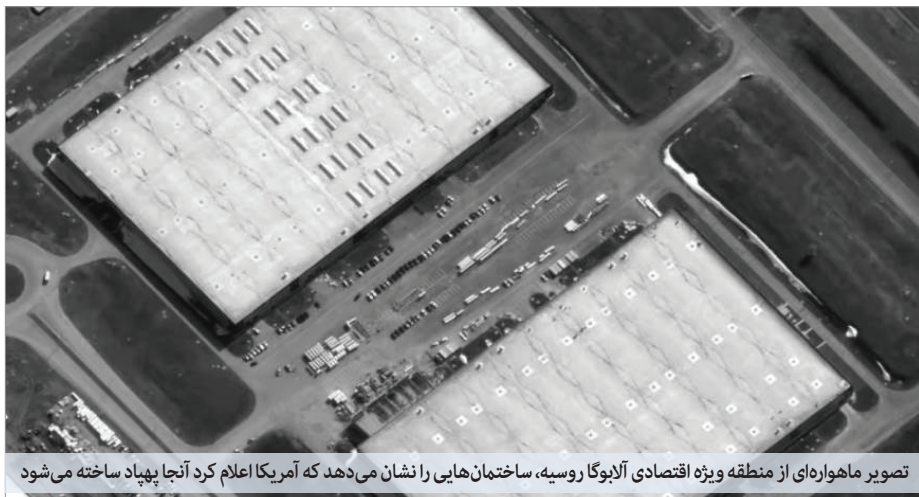 تصویر ماهواره‌ای از منطقه ویژه اقتصادی آلابوگا روسیه، ساختمان‌هایی را نشان می‌دهد که آمریکا اعلام کرد آنجا پهپاد ساخته می‌شود